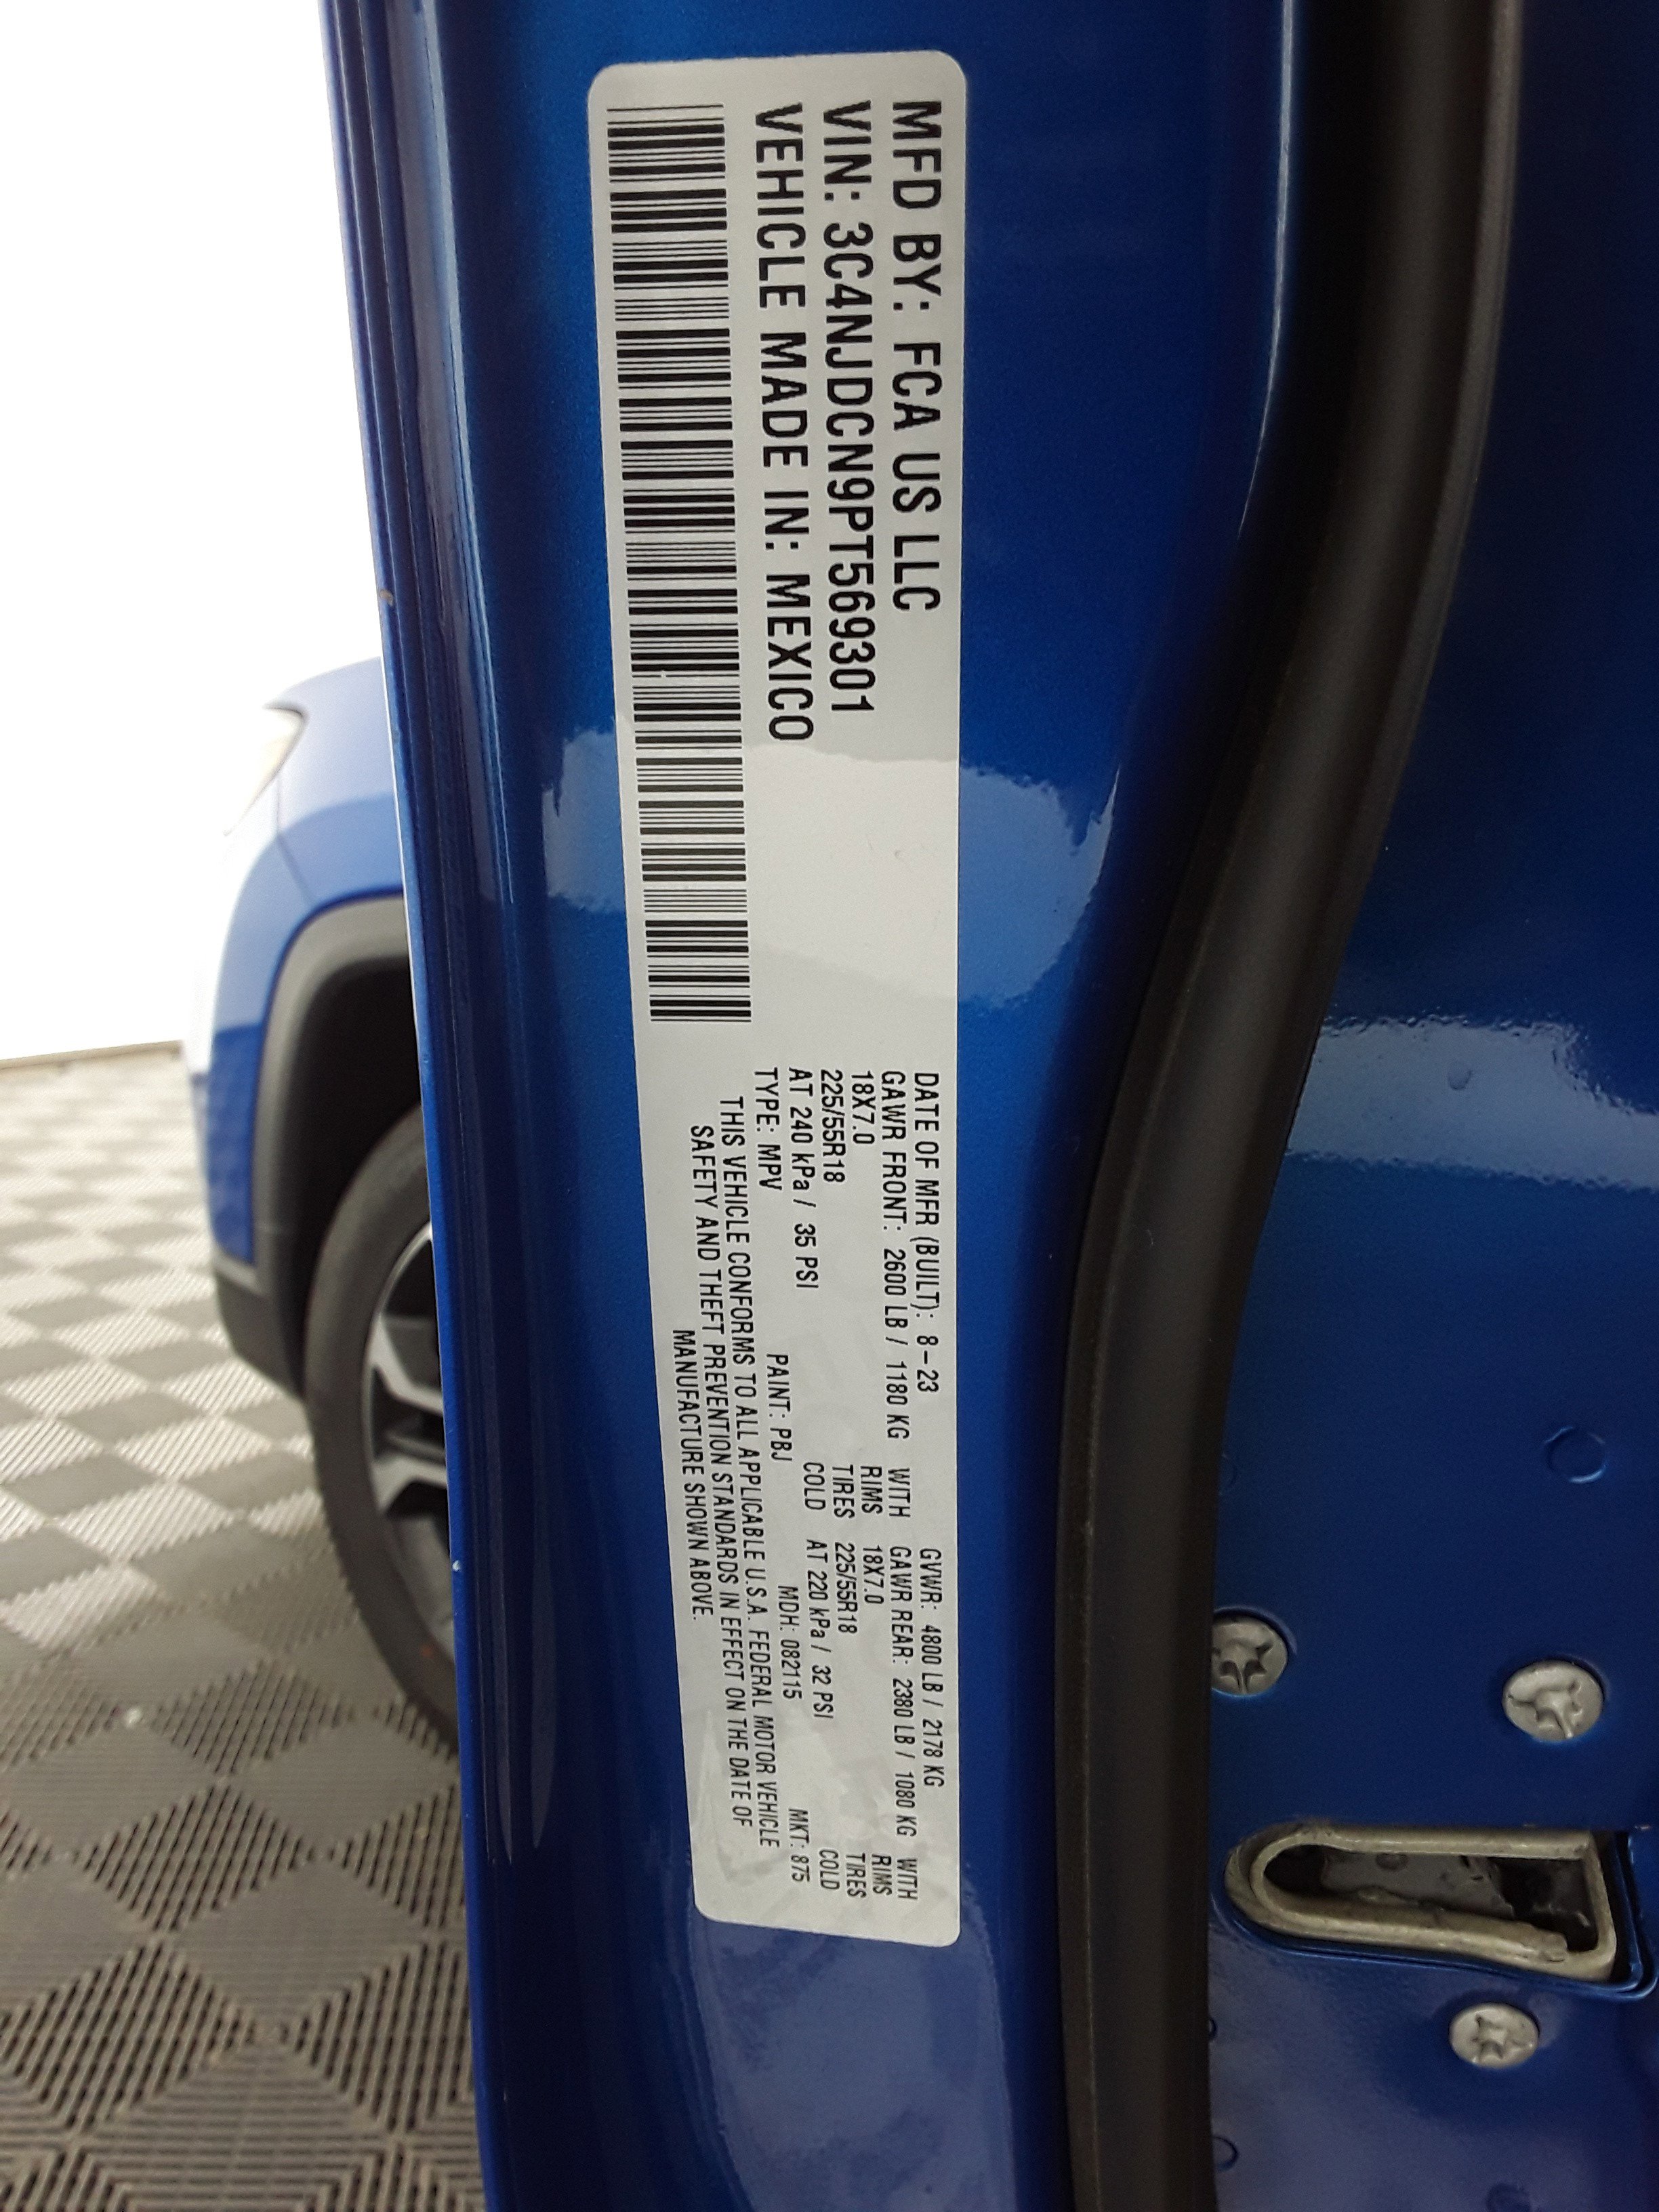 MFD BY: FCA US LLC
VIN: 3C4NJDCN9PT569301
VEHICLE MADE IN: MEXICO
DATE OF MFR (BUILT): 8-23 GVWR: 4800 LB / 2178 KG
GAWR FRONT: 2600 LB / 1180 KG WITH GAWR REAR: 2380 LB / 1080 KG WITH
18X7.0 RIMS 18X7.0 RIMS
225/55R18 TIRES 225/55R18 TIRES
AT 240 kPa / 35 PSI COLD AT 220 kPa / 32 PSI COLD
TYPE: MPV PAINT: PBJ MDH: 082115 MKT: 875
THIS VEHICLE CONFORMS TO ALL APPLICABLE U.S.A. FEDERAL MOTOR VEHICLE
SAFETY AND THEFT PREVENTION STANDARDS IN EFFECT ON THE DATE OF
MANUFACTURE SHOWN ABOVE.